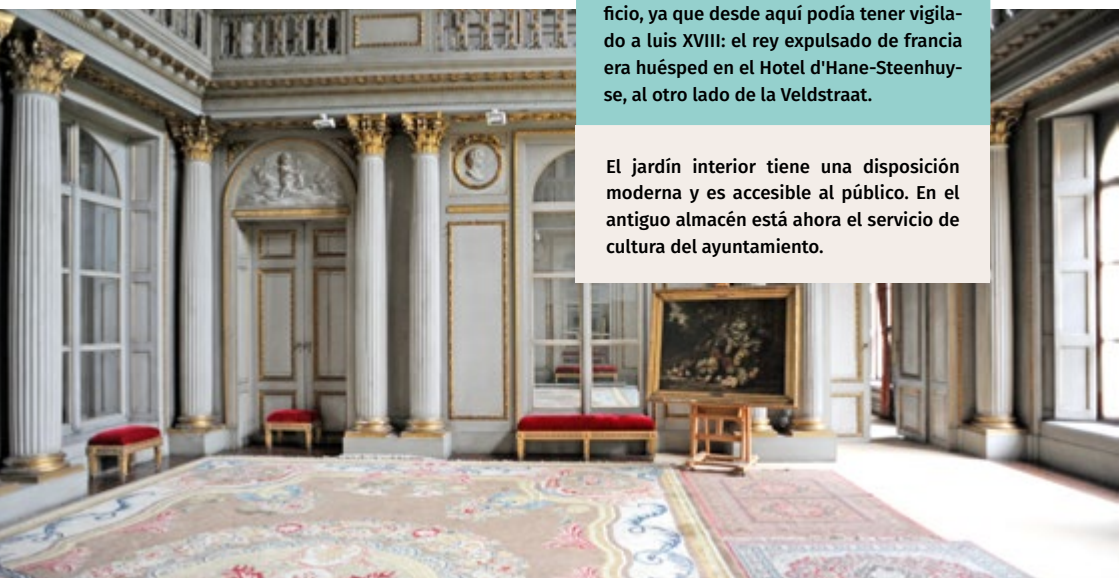 ficio, ya que desde aquí podía tener vigila-
do a luis XVIII: el rey expulsado de francia
era huésped en el Hotel d'Hane-Steenhuy-
se, al otro lado de la Veldstraat.
El jardín interior tiene una disposición
moderna y es accesible al público. En el
antiguo almacén está ahora el servicio de
cultura del ayuntamiento.